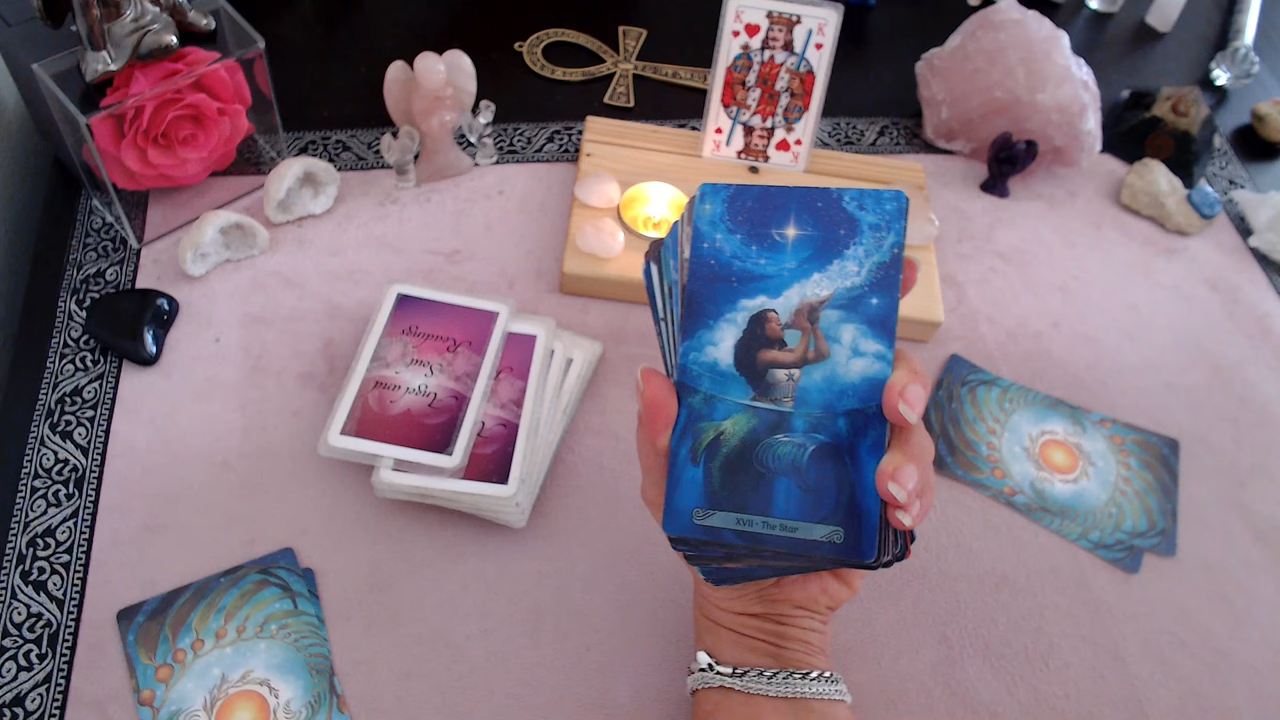 K
K
K
K
Angel and
Soul
Readings
XVII • The Star